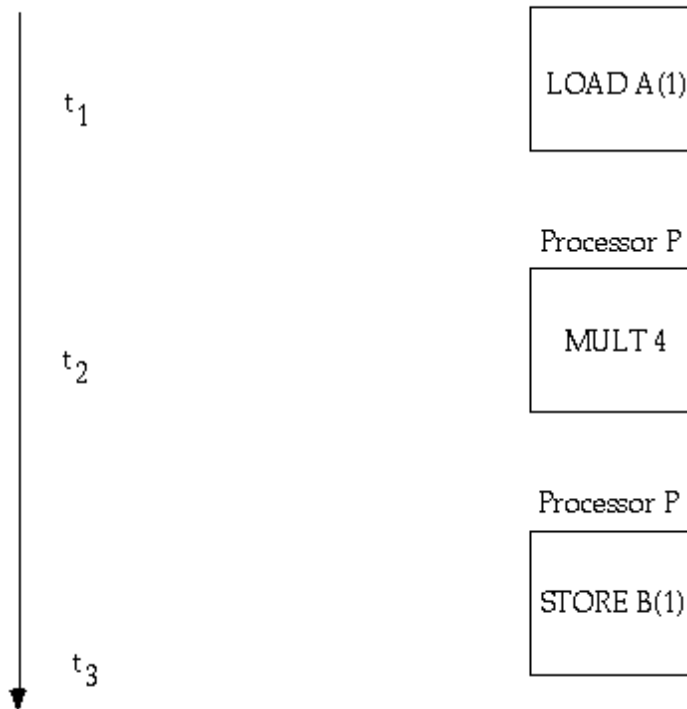 t1
LOAD A(1)
Processor P
t2
MULT 4
Processor P
STORE B(1)
t3